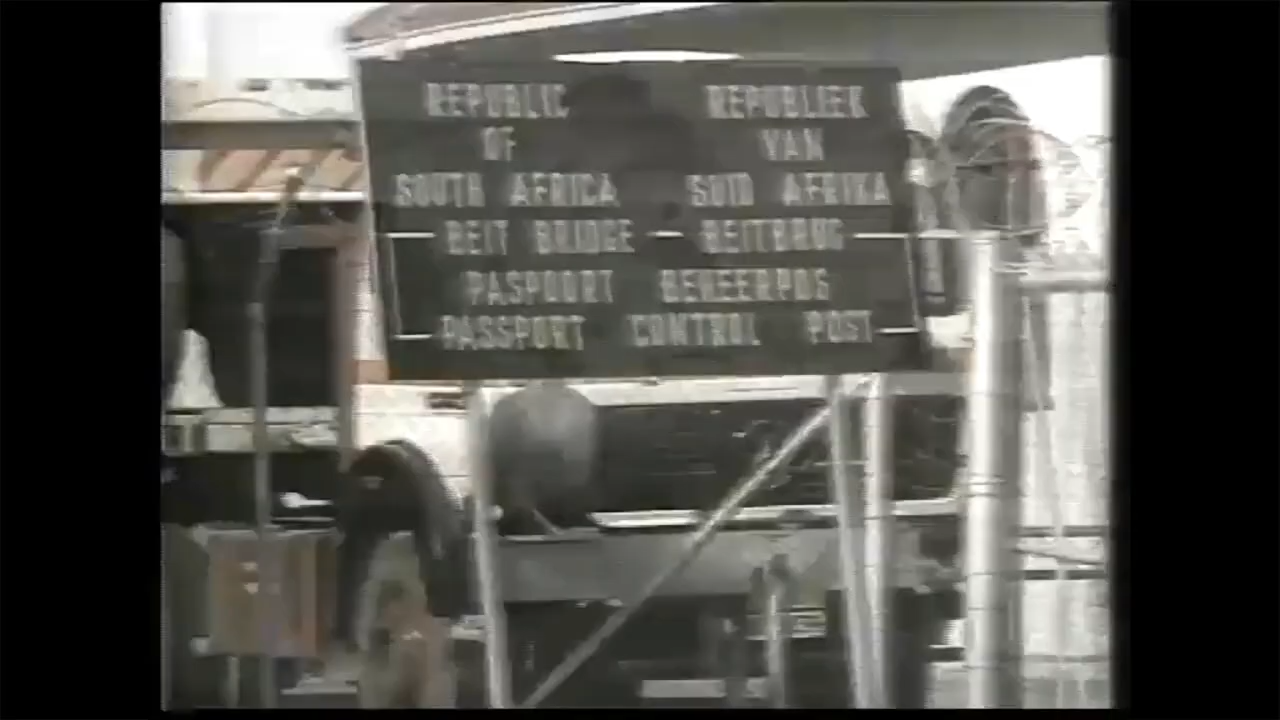 REPUBLIC REPUBLIEK
OF VAN
SOUTH AFRICA SUID AFRIKA
BEIT BRIDGE BEITBRUG
PASPOORT BEHEERPOS
PASSPORT CONTROL POST